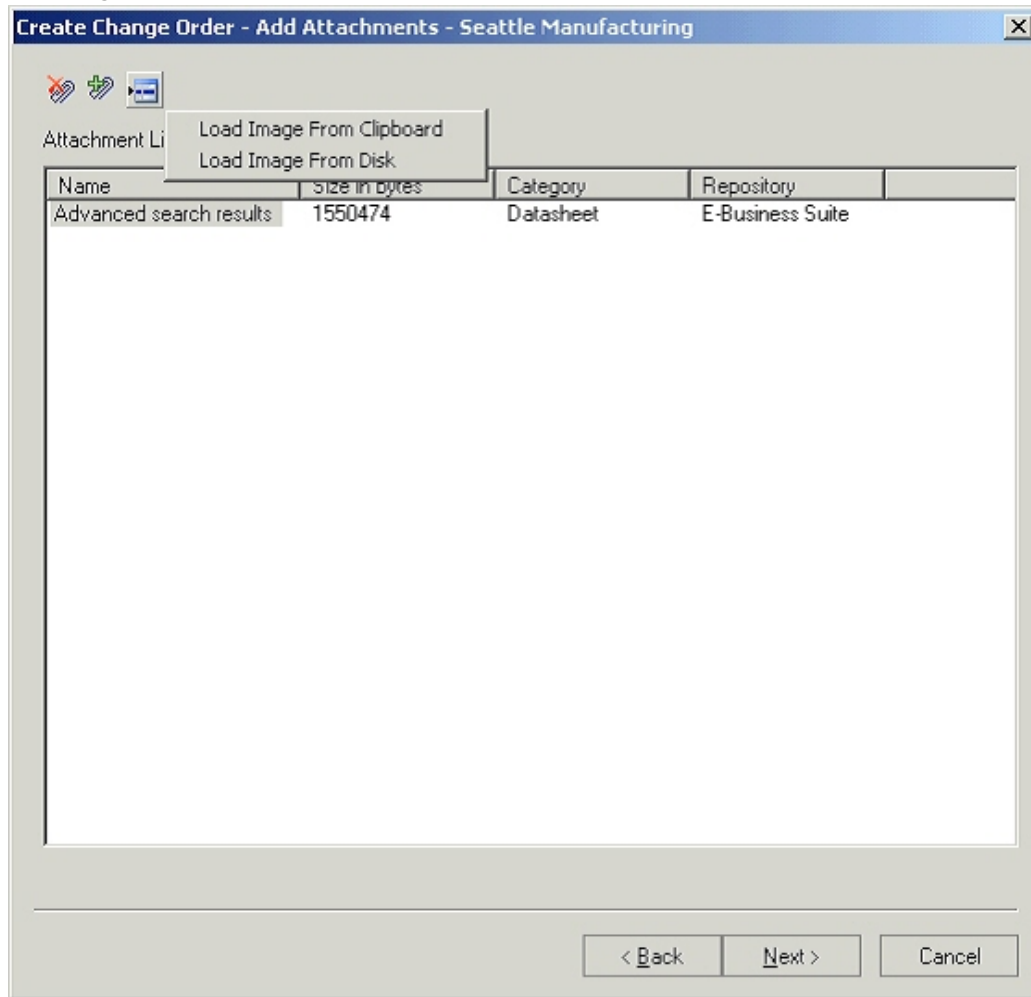 Create Change Order - Add Attachments - Seattle Manufacturing
Load Image From Clipboard
Attachment Li
Load Image From Disk
Name Size in bytes Category Repository
Advanced search results 1550474 Datasheet E-Business Suite
< Back Next > Cancel